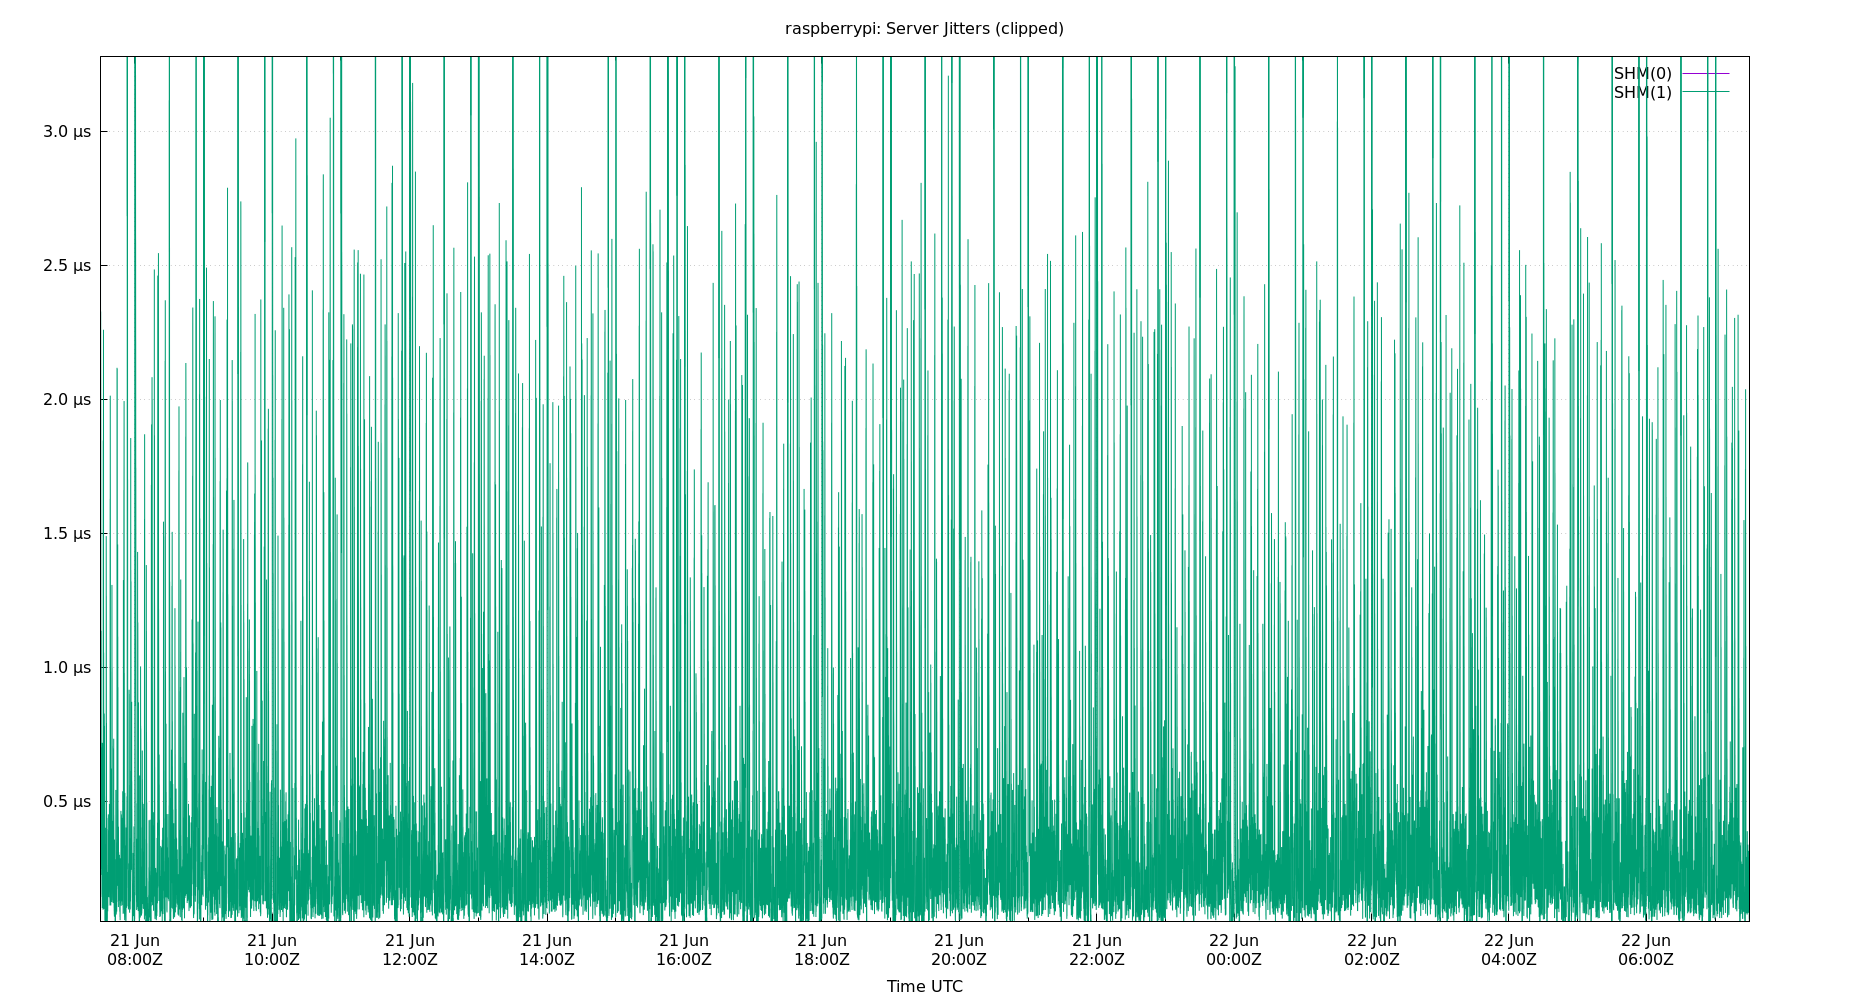 raspberrypi: Server Jitters (clipped)
SHM(0)
SHM(1)
3.0 µs
2.5 µs
2.0 µs
1.5 µs
1.0 µs
0.5 µs
21 Jun 21 Jun 21 Jun 21 Jun 21 Jun 21 Jun 21 Jun 21 Jun 22 Jun 22 Jun 22 Jun 22 Jun
08:00Z 10:00Z 12:00Z 14:00Z 16:00Z 18:00Z 20:00Z 22:00Z 00:00Z 02:00Z 04:00Z 06:00Z
Time UTC